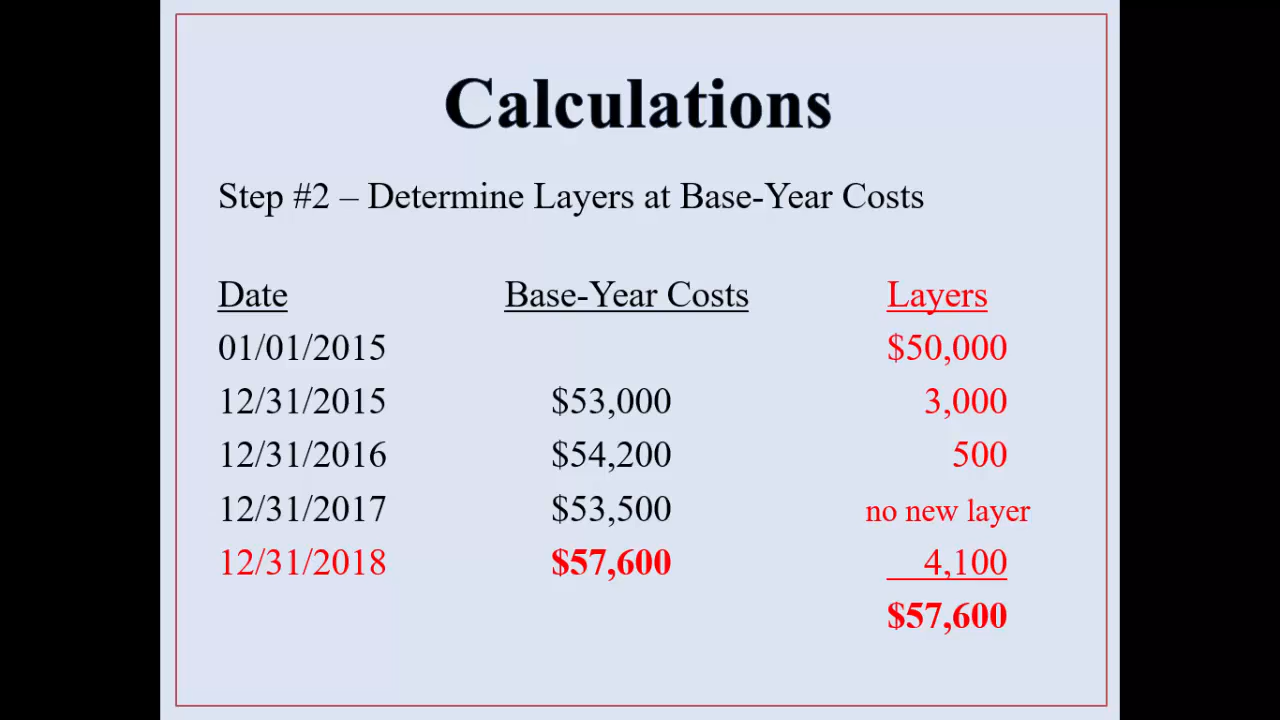 Calculations
Step #2 – Determine Layers at Base-Year Costs
Date Base-Year Costs Layers
01/01/2015 $50,000
12/31/2015 $53,000 3,000
12/31/2016 $54,200 500
12/31/2017 $53,500 no new layer
12/31/2018 $57,600 4,100
$57,600